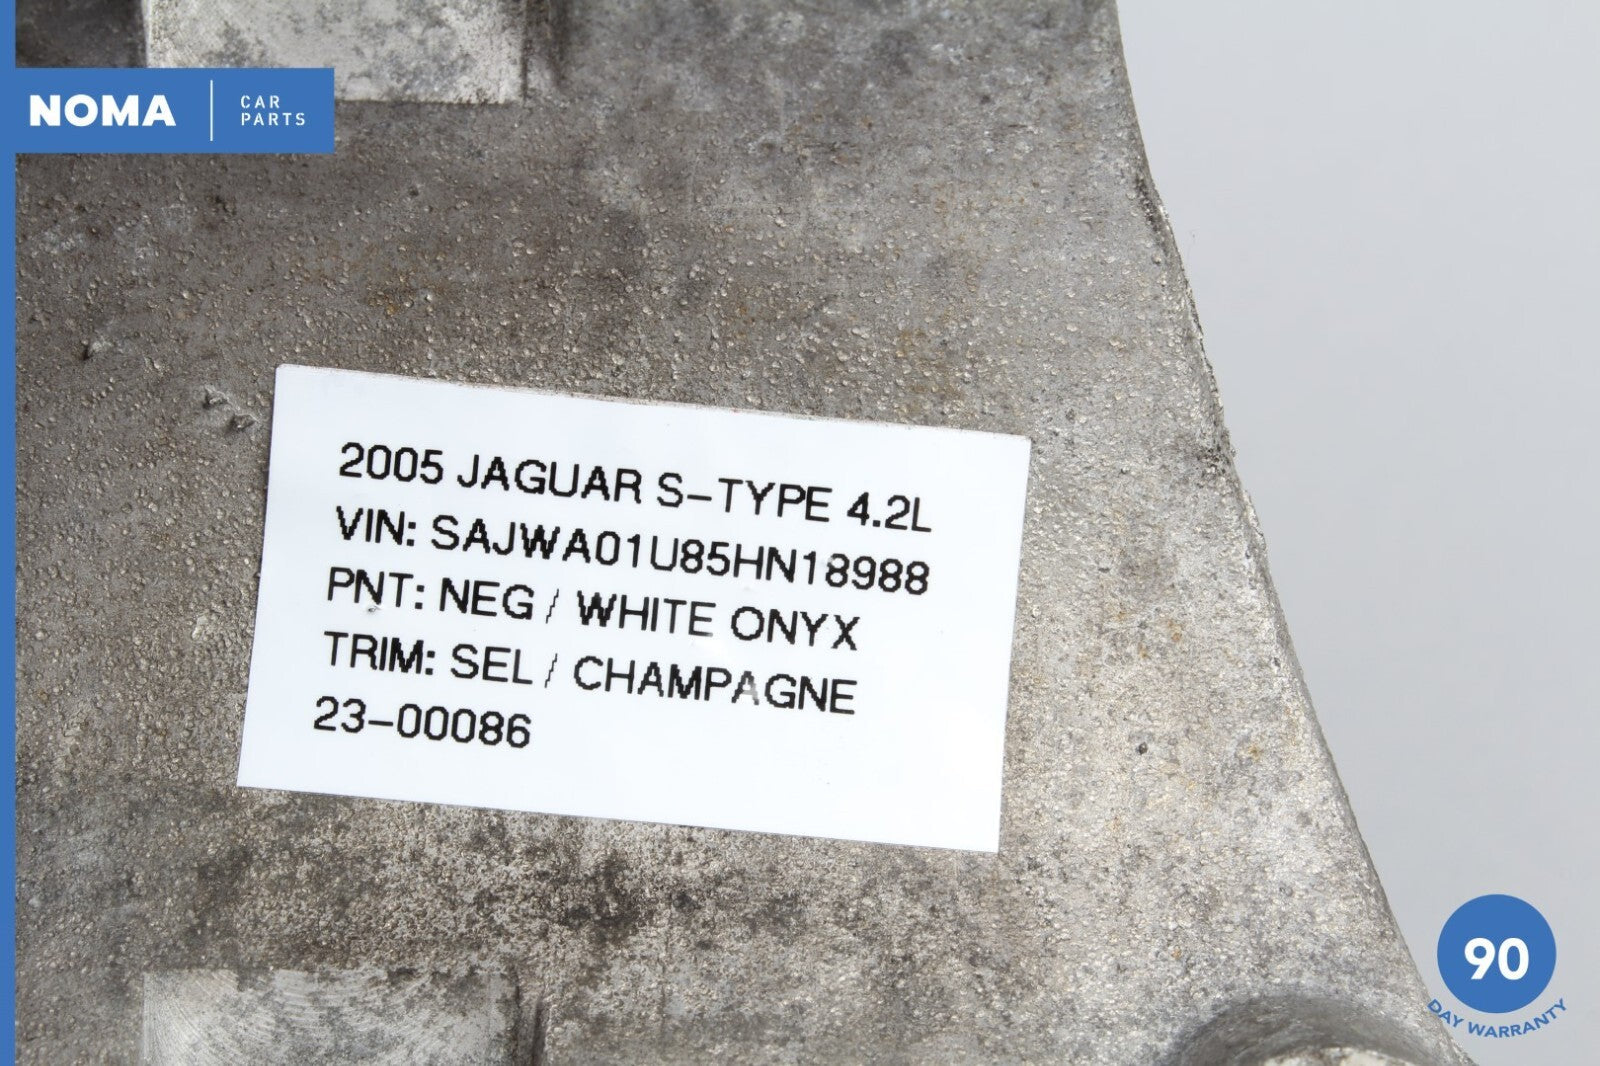 NOMA
CAR
PARTS
2005 JAGUAR S-TYPE 4.2L
VIN: SAJWA01U85HN18988
PNT: NEG / WHITE ONYX
TRIM: SEL / CHAMPAGNE
23-00086
90
DAY WARRANTY